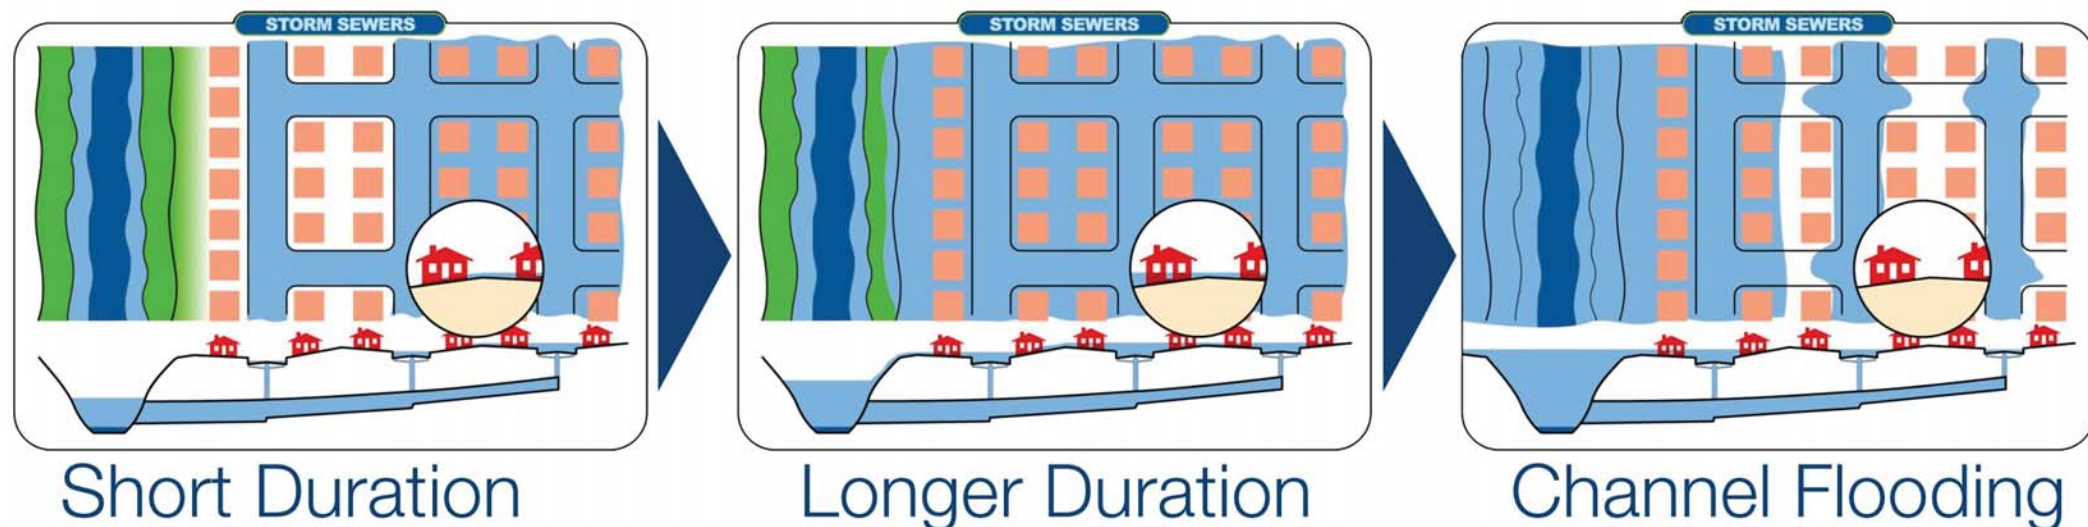 STORM SEWERS
STORM SEWERS
STORM SEWERS
Short Duration
Longer Duration
Channel Flooding